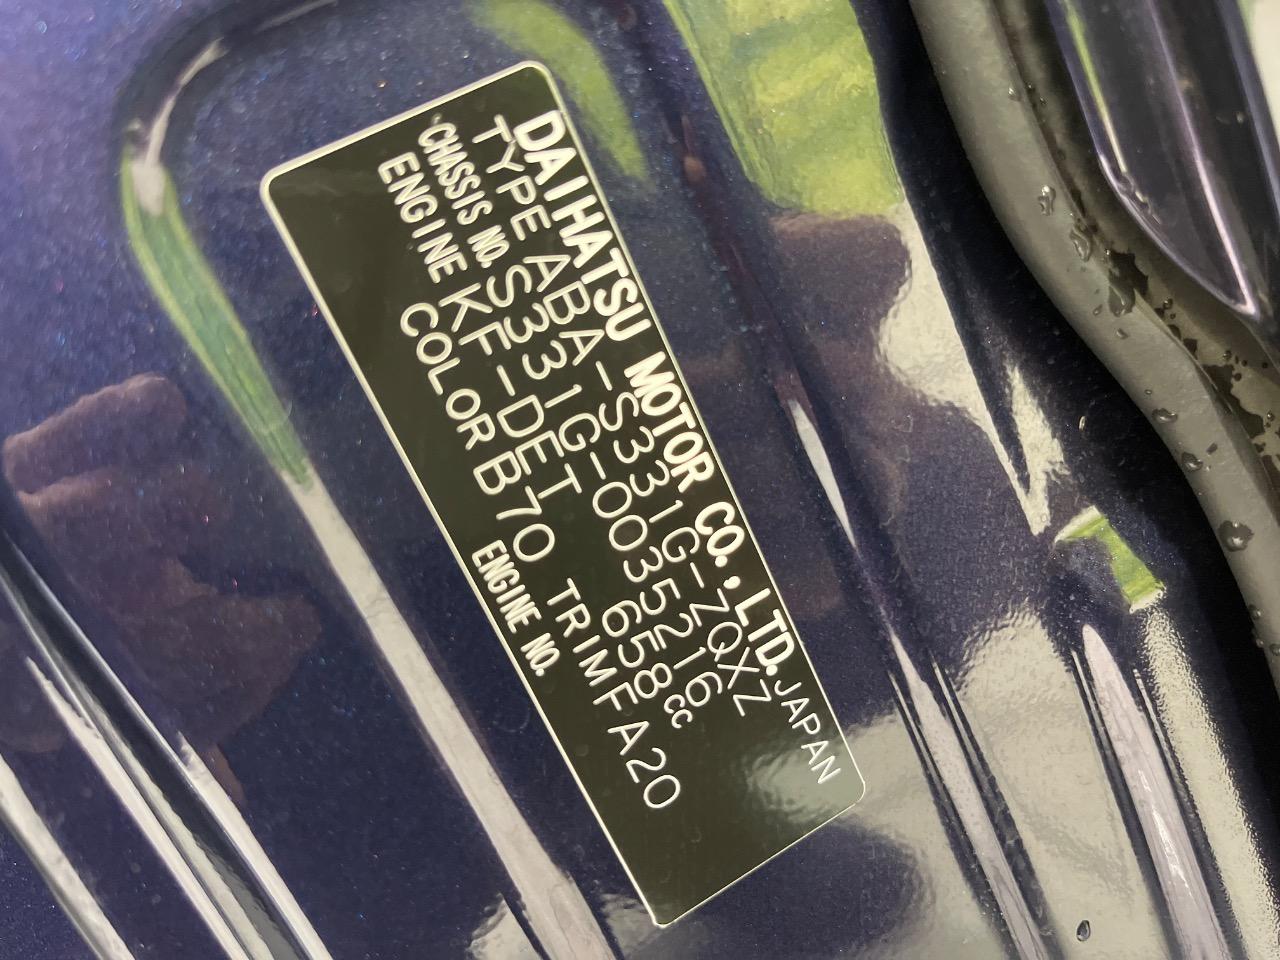 DAIHATSU MOTOR CO., LTD. JAPAN
TYPE ABA-S331G-ZQXZ
CHASSIS NO. S331G-0035216
ENGINE KF-DET 658cc
COLOR B70 TRIM FA20
ENGINE NO.